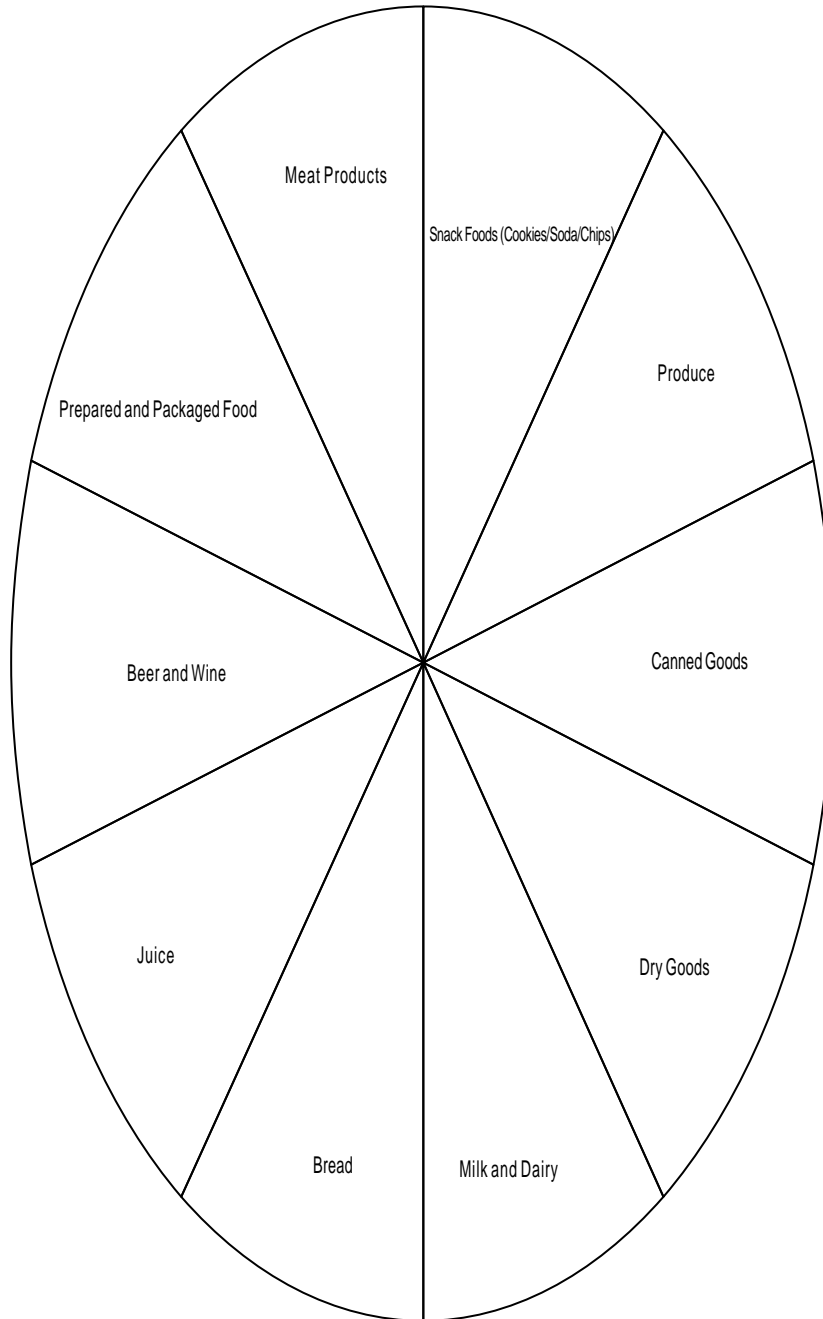 Meat Products
Snack Foods (Cookies/Soda/Chips)
Produce
Prepared and Packaged Food
Canned Goods
Beer and Wine
Juice
Dry Goods
Bread
Milk and Dairy